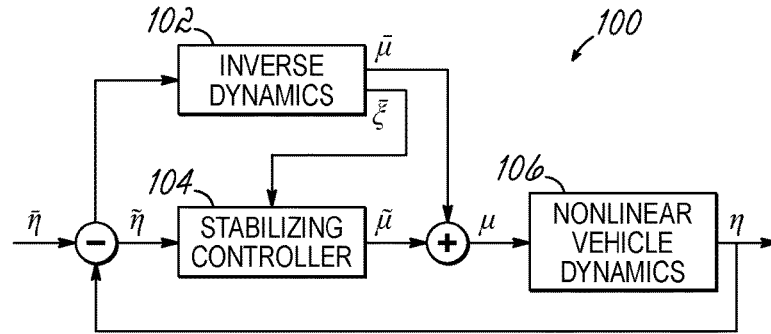 102
100
INVERSE
DYNAMICS
μ̄
ξ̄
104
106
η̄
−
η̃
STABILIZING
CONTROLLER
μ̃
+
μ
NONLINEAR
VEHICLE
DYNAMICS
η